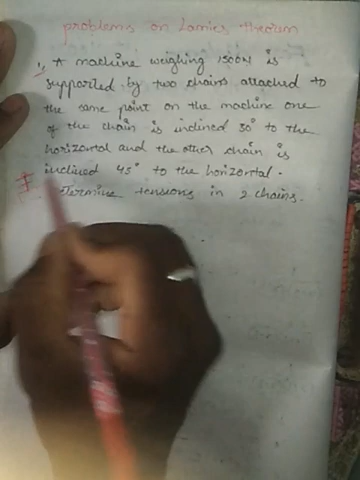 problems on Lamies theorem
1. A machine weighing 1500N is
supported by two chains attached to
the same point on the machine one
of the chain is inclined 30° to the
horizontal and the other chain is
inclined 45° to the horizontal.
termine tensions in 2 chains.